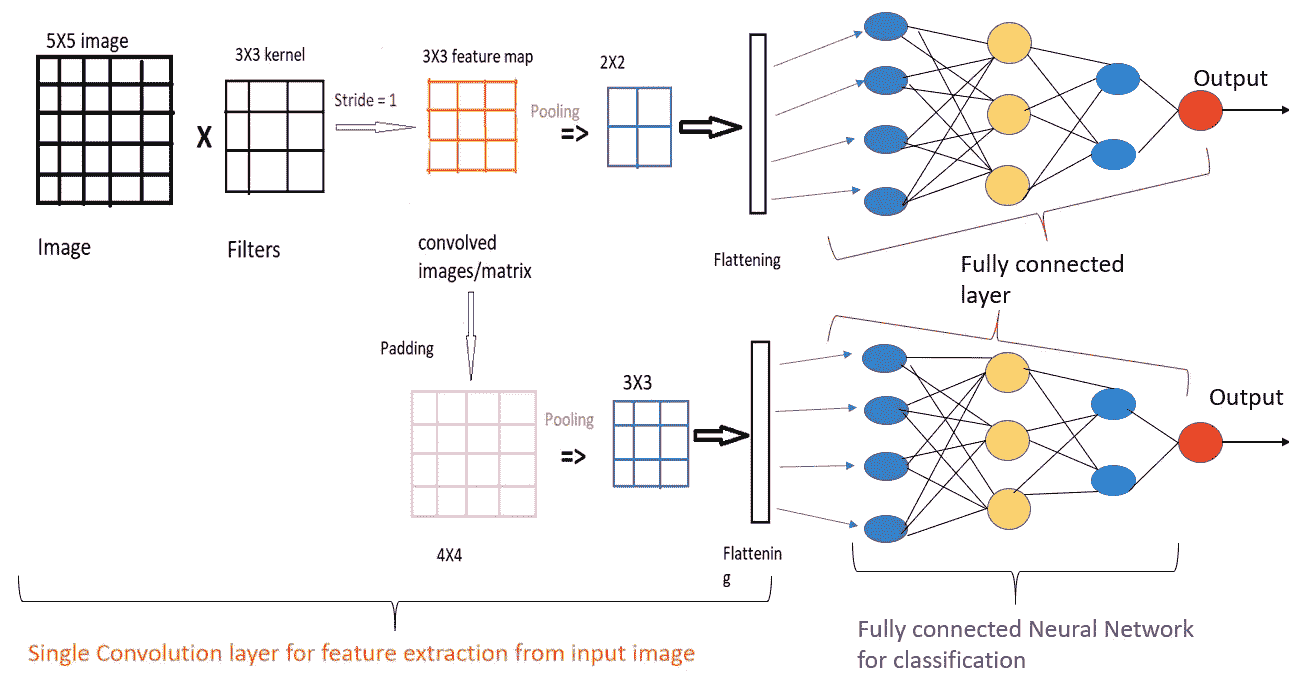 5X5 image
3X3 kernel
3X3 feature map
2X2
Output
Stride = 1
Pooling
=>
X
Image
Filters
convolved
images/matrix
Flattening
Fully connected
layer
Padding
3X3
Pooling
=>
Output
4X4
Flattenin
g
Single Convolution layer for feature extraction from input image
Fully connected Neural Network
for classification